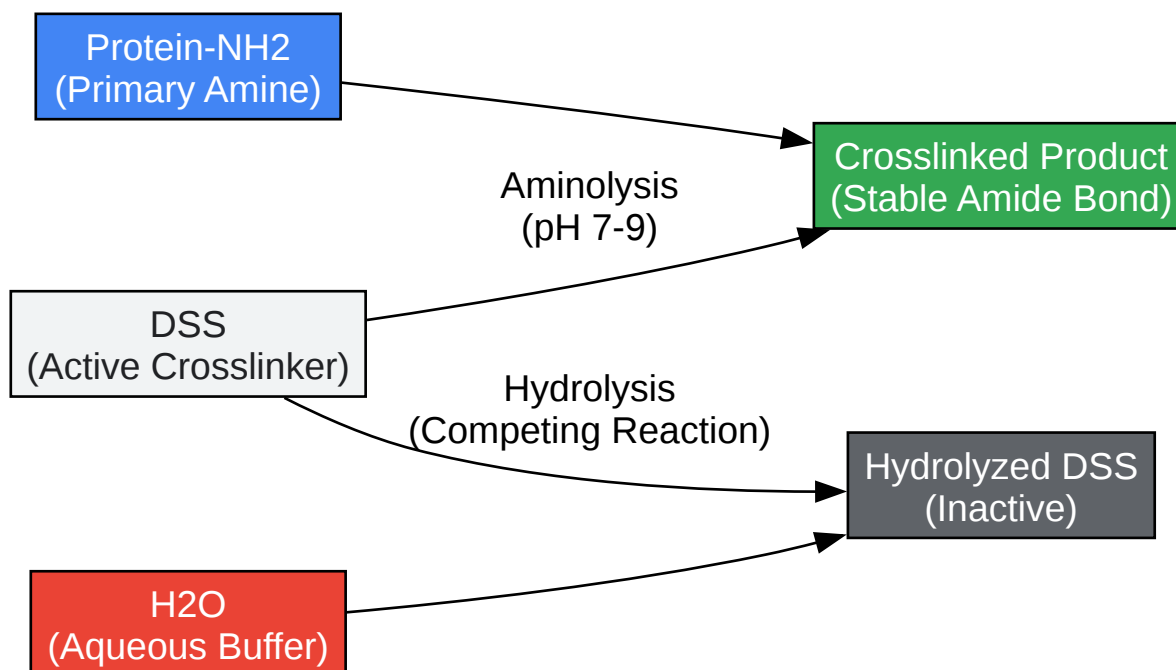 Protein-NH2
(Primary Amine)
Crosslinked Product
(Stable Amide Bond)
Aminolysis
(pH 7-9)
DSS
(Active Crosslinker)
Hydrolysis
(Competing Reaction)
Hydrolyzed DSS
(Inactive)
H2O
(Aqueous Buffer)